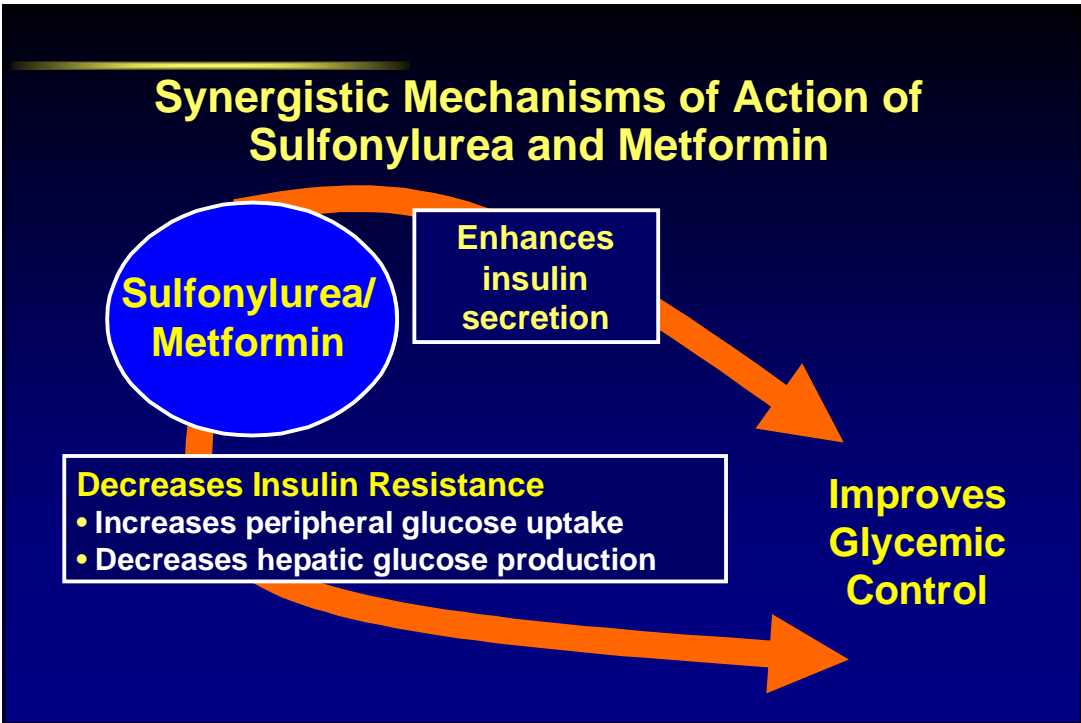 Synergistic Mechanisms of Action of
Sulfonylurea and Metformin
Sulfonylurea/
Metformin
Enhances
insulin
secretion
Decreases Insulin Resistance
• Increases peripheral glucose uptake
• Decreases hepatic glucose production
Improves
Glycemic
Control